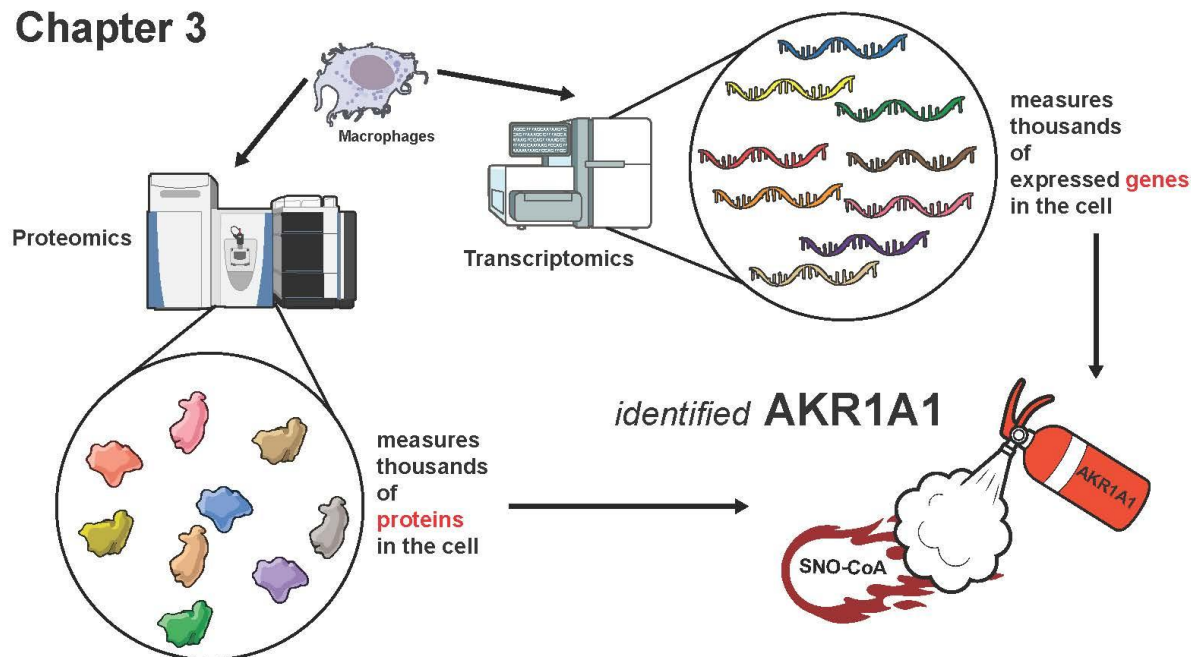 Chapter 3
Macrophages
Proteomics
Transcriptomics
measures
thousands
of
expressed genes
in the cell
measures
thousands
of
proteins
in the cell
identified AKR1A1
AKR1A1
SNO-CoA